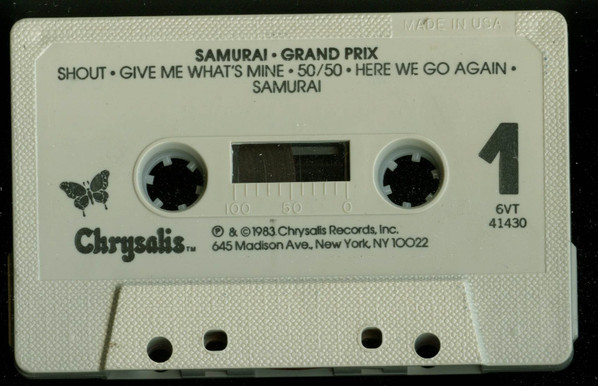 MADE IN USA
SAMURAI • GRAND PRIX
SHOUT • GIVE ME WHAT'S MINE • 50/50 • HERE WE GO AGAIN •
SAMURAI
1
100 50 0
6VT
41430
Chrysalis TM
℗ & © 1983 Chrysalis Records, Inc.
645 Madison Ave., New York, NY 10022